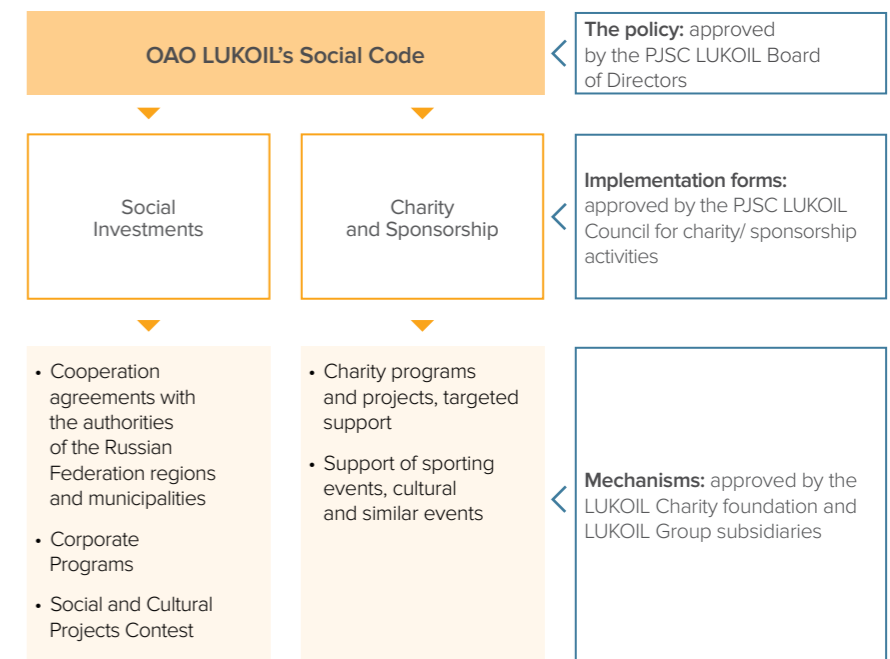 OAO LUKOIL's Social Code
The policy: approved
by the PJSC LUKOIL Board
of Directors
Social
Investments
Charity
and Sponsorship
Implementation forms:
approved by the PJSC LUKOIL
Council for charity/ sponsorship
activities
• Cooperation
agreements with
the authorities
of the Russian
Federation regions
and municipalities
• Corporate
Programs
• Social and Cultural
Projects Contest
• Charity programs
and projects, targeted
support
• Support of sporting
events, cultural
and similar events
Mechanisms: approved by the
LUKOIL Charity foundation and
LUKOIL Group subsidiaries